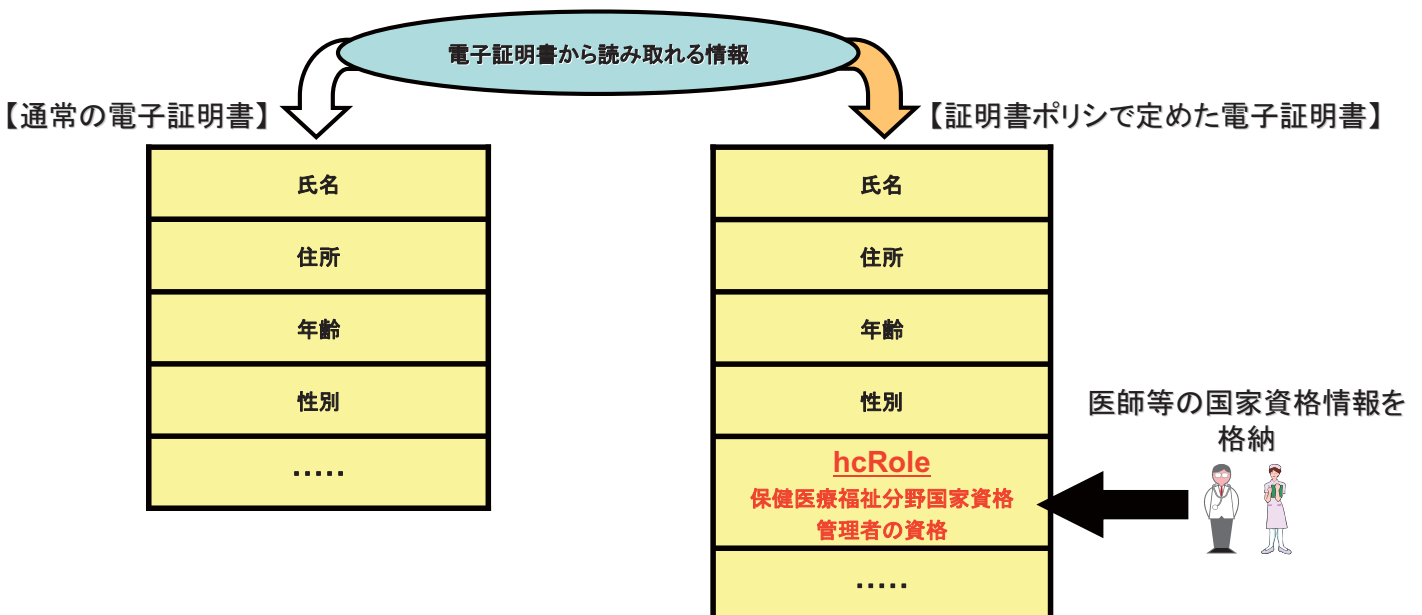 電子証明書から読み取れる情報
【通常の電子証明書】
氏名
住所
年齢
性別
・・・・・
【証明書ポリシで定めた電子証明書】
氏名
住所
年齢
性別
hcRole
保健医療福祉分野国家資格
管理者の資格
・・・・・
医師等の国家資格情報を
格納